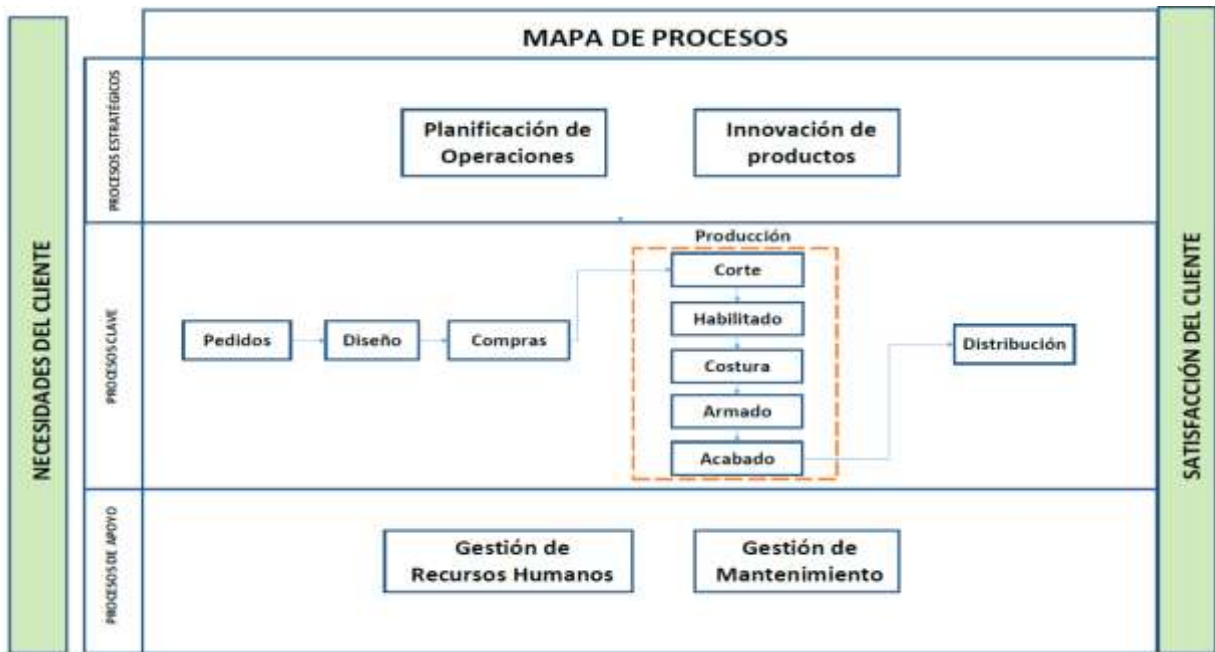 MAPA DE PROCESOS
NECESIDADES DEL CLIENTE
PROCESOS ESTRATÉGICOS
Planificación de
Operaciones
Innovación de
productos
PROCESOS CLAVE
Pedidos
Diseño
Compras
Producción
Corte
Habilitado
Costura
Armado
Acabado
Distribución
PROCESOS DE APOYO
Gestión de
Recursos Humanos
Gestión de
Mantenimiento
SATISFACCIÓN DEL CLIENTE